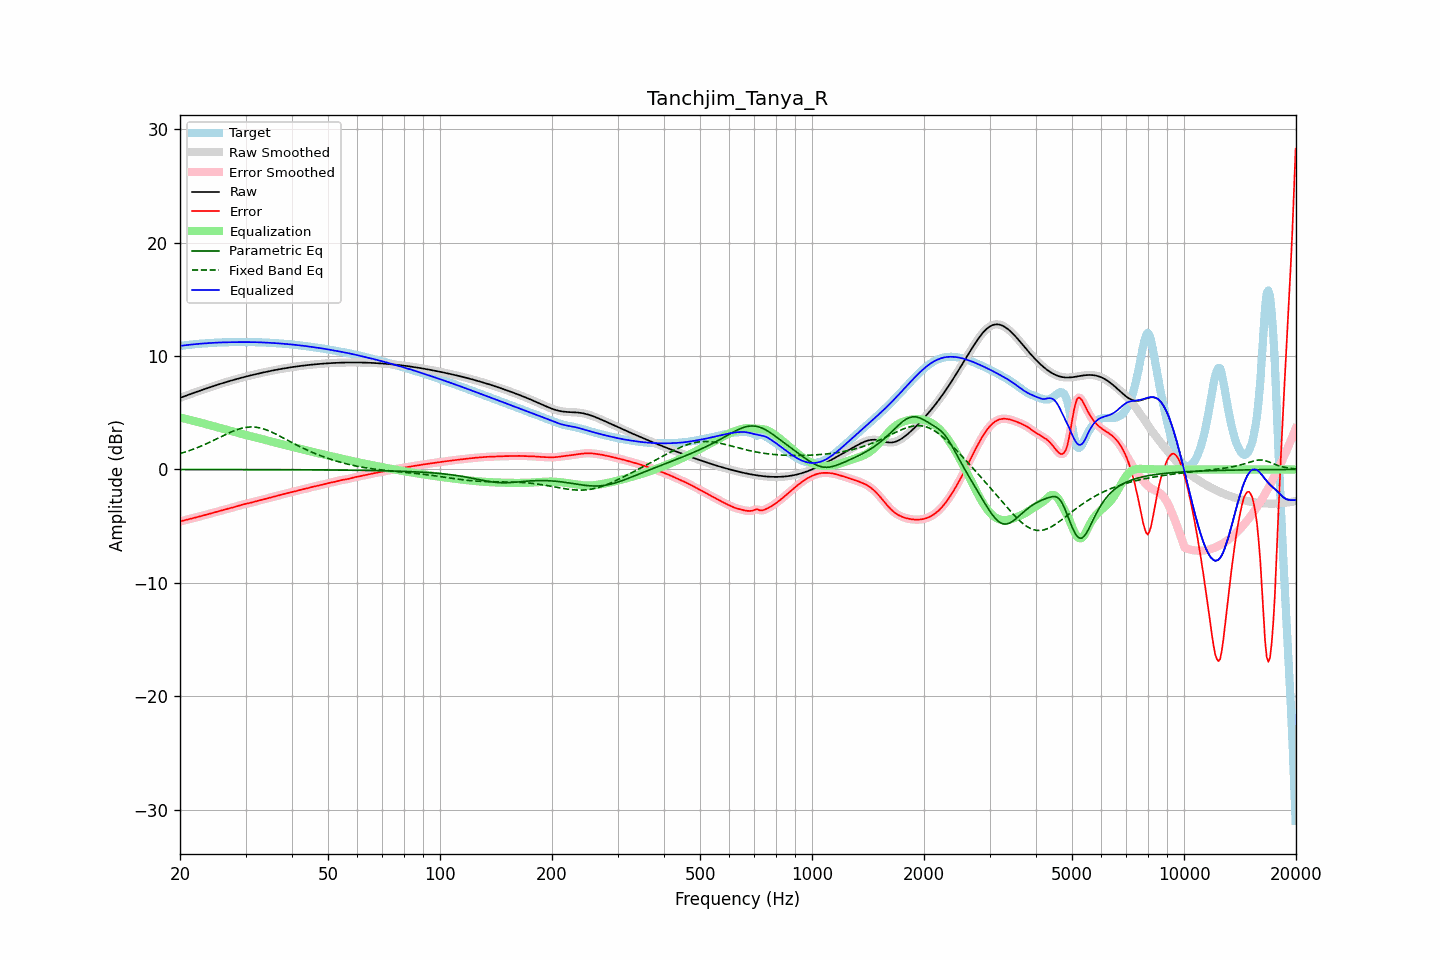 Tanchjim_Tanya_R
Target
Raw Smoothed
Error Smoothed
Raw
Error
Equalization
Parametric Eq
Fixed Band Eq
Equalized
30
20
10
0
−10
−20
−30
Amplitude (dBr)
20
50
100
200
500
1000
2000
5000
10000
20000
Frequency (Hz)